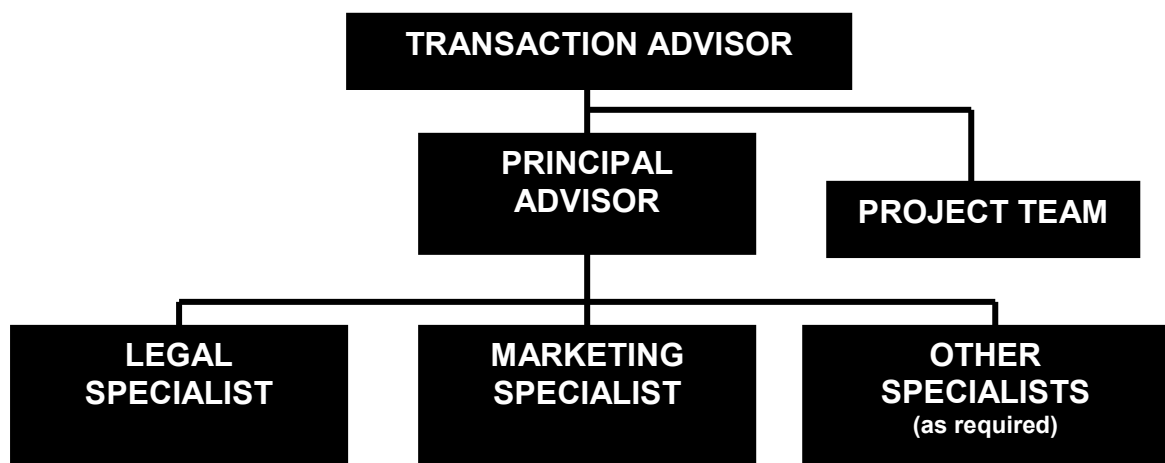 TRANSACTION ADVISOR
PRINCIPAL
ADVISOR
PROJECT TEAM
LEGAL
SPECIALIST
MARKETING
SPECIALIST
OTHER
SPECIALISTS
(as required)